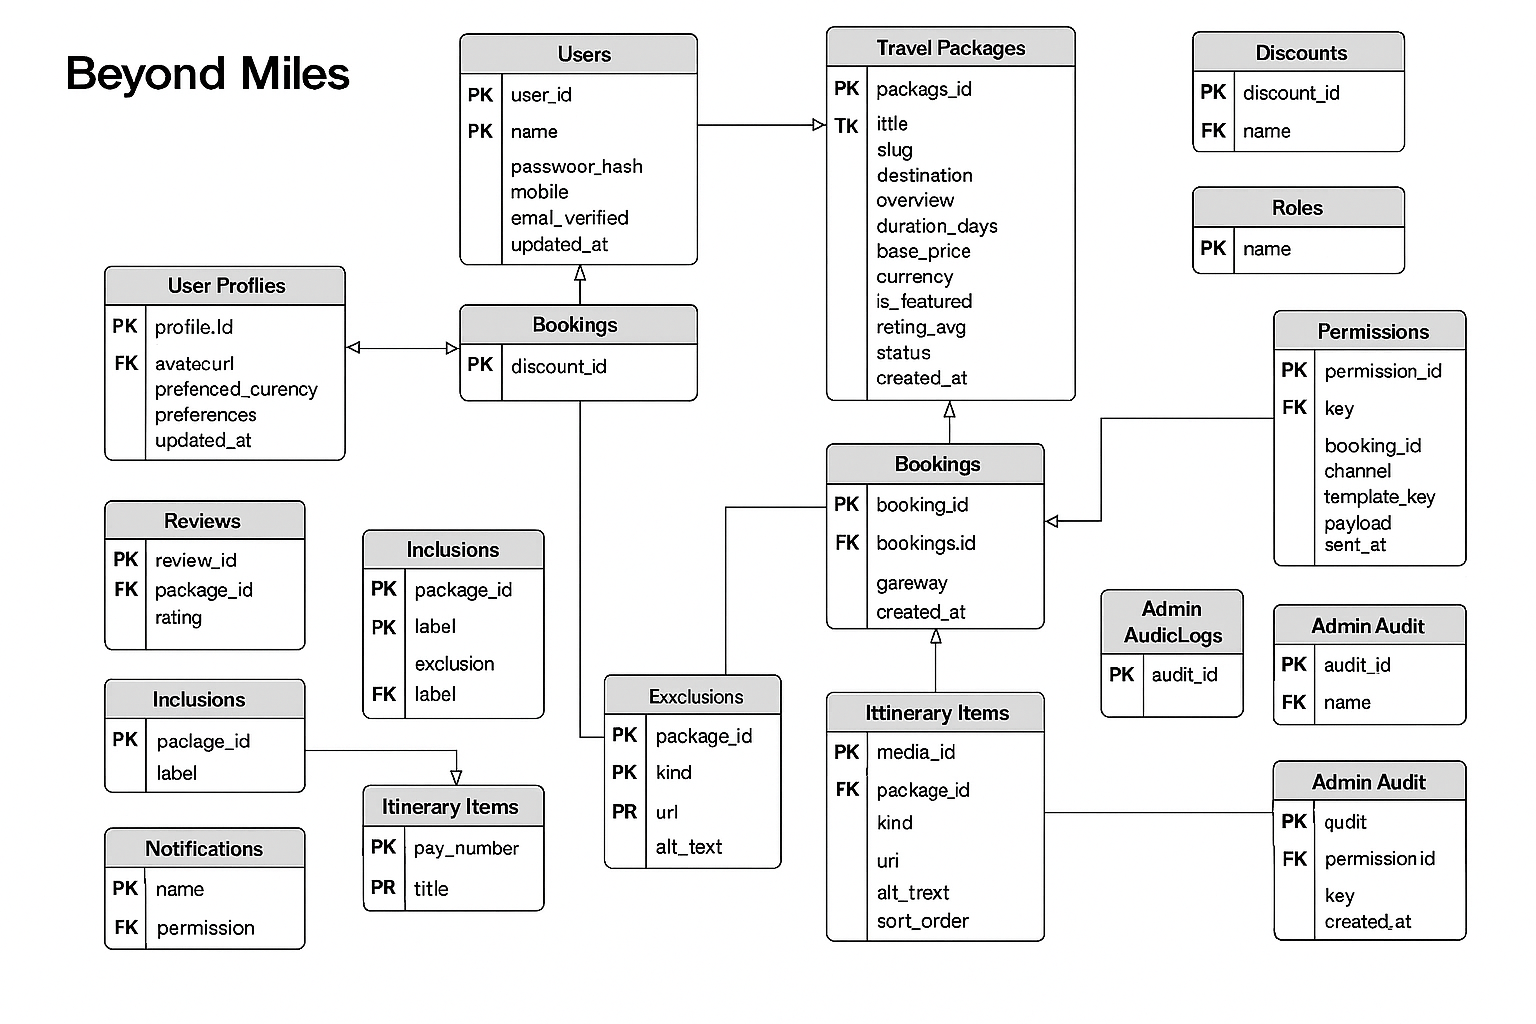 Beyond Miles
Users
PK user_id
PK name
passwoor_hash
mobile
emal_verified
updated_at
Travel Packages
PK packags_id
TK ittle
slug
destination
overview
duration_days
base_price
currency
is_featured
reting_avg
status
created_at
Discounts
PK discount_id
FK name
Roles
PK name
User Proflies
PK profile.Id
FK avatecurl
prefenced_curency
preferences
updated_at
Bookings
PK discount_id
Permissions
PK permission_id
FK key
booking_id
channel
template_key
payload
sent_at
Bookings
PK booking_id
FK bookings.id
gareway
created_at
Reviews
PK review_id
FK package_id
rating
Inclusions
PK package_id
PK label
exclusion
FK label
Admin
AudicLogs
PK audit_id
Admin Audit
PK audit_id
FK name
Inclusions
PK paclage_id
label
Exxclusions
PK package_id
PK kind
PR url
alt_text
Ittinerary Items
PK media_id
FK package_id
kind
uri
alt_trext
sort_order
Itinerary Items
PK pay_number
PR title
Admin Audit
PK qudit
FK permission id
key
created_at
Notifications
PK name
FK permission